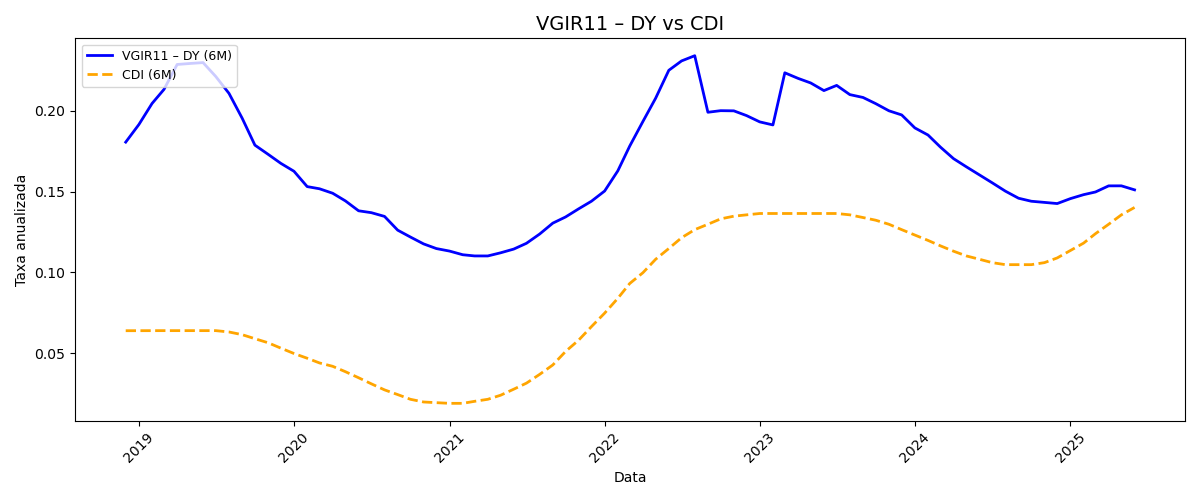 VGIR11 – DY vs CDI
VGIR11 – DY (6M)
CDI (6M)
Taxa anualizada
0.20
0.15
0.10
0.05
2019
2020
2021
2022
2023
2024
2025
Data